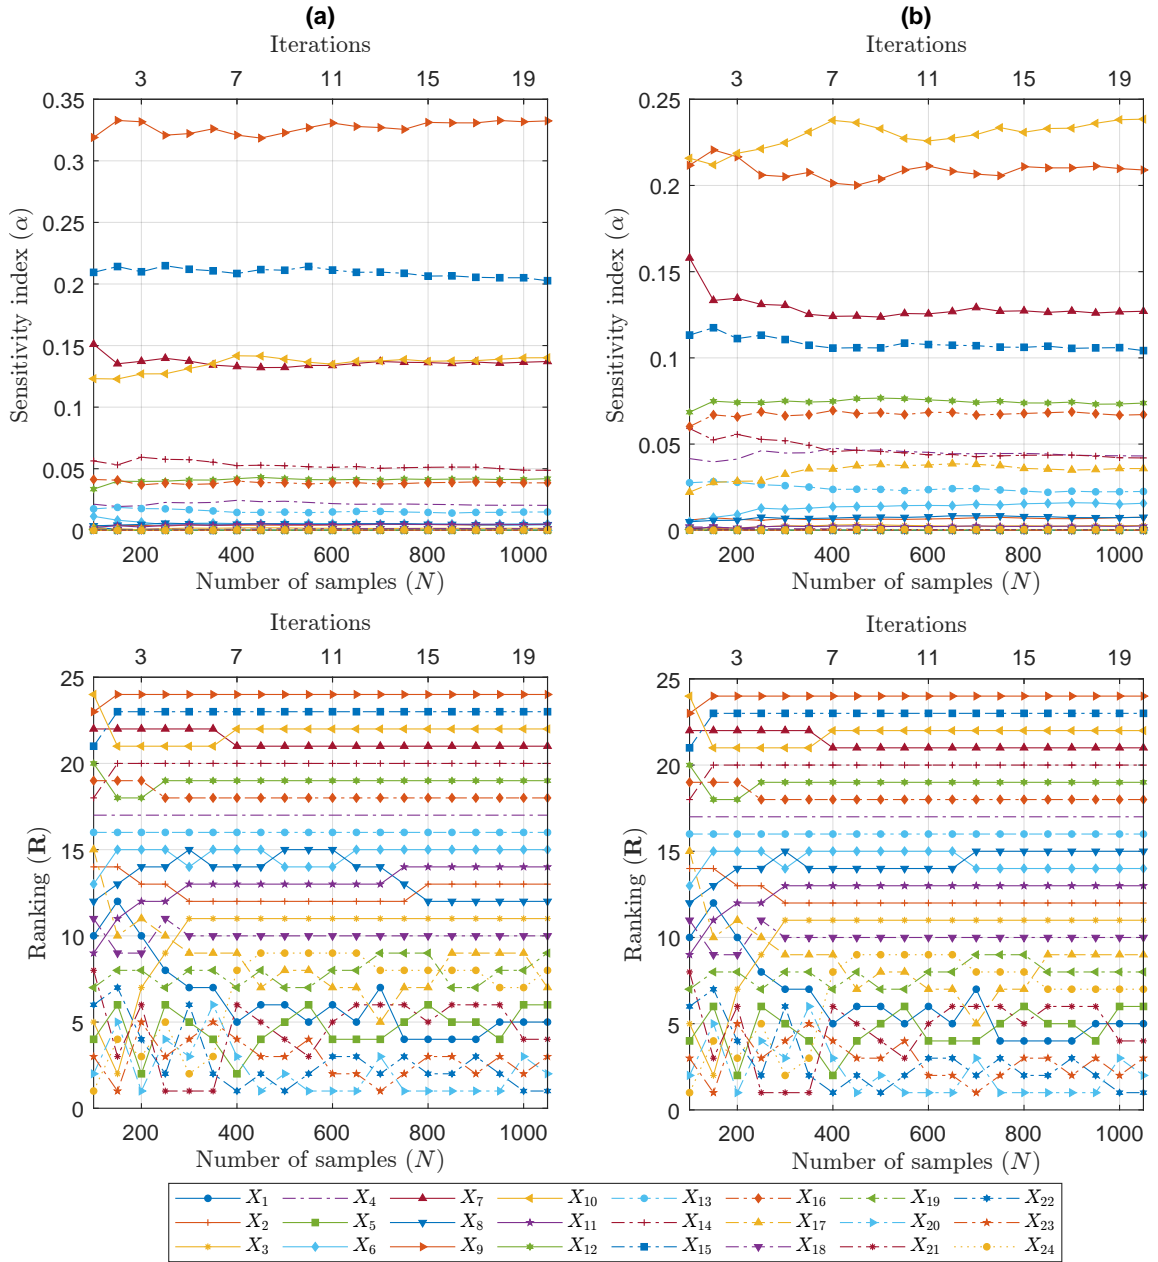 (a)
Iterations
3 7 11 15 19
0.35
0.3
0.25
0.2
0.15
0.1
0.05
0
Sensitivity index (α)
200 400 600 800 1000
Number of samples (N)
(b)
Iterations
3 7 11 15 19
0.25
0.2
0.15
0.1
0.05
0
Sensitivity index (α)
200 400 600 800 1000
Number of samples (N)
Iterations
3 7 11 15 19
25
20
15
10
5
0
Ranking (R)
200 400 600 800 1000
Number of samples (N)
Iterations
3 7 11 15 19
25
20
15
10
5
0
Ranking (R)
200 400 600 800 1000
Number of samples (N)
X1 X4 X7 X10 X13 X16 X19 X22
X2 X5 X8 X11 X14 X17 X20 X23
X3 X6 X9 X12 X15 X18 X21 X24